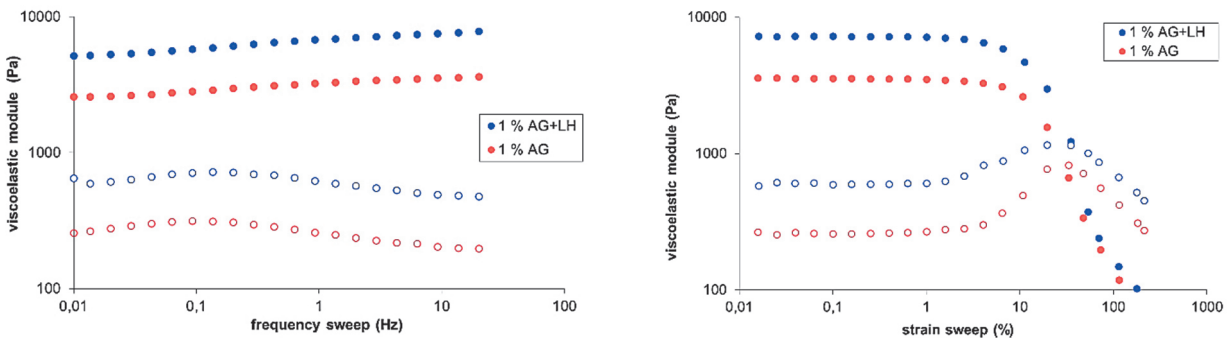 10000
1000
100
viscoelastic module (Pa)
1 % AG+LH
1 % AG
0,01
0,1
1
10
100
frequency sweep (Hz)
10000
1000
100
viscoelastic module (Pa)
1 % AG+LH
1 % AG
0,01
0,1
1
10
100
1000
strain sweep (%)